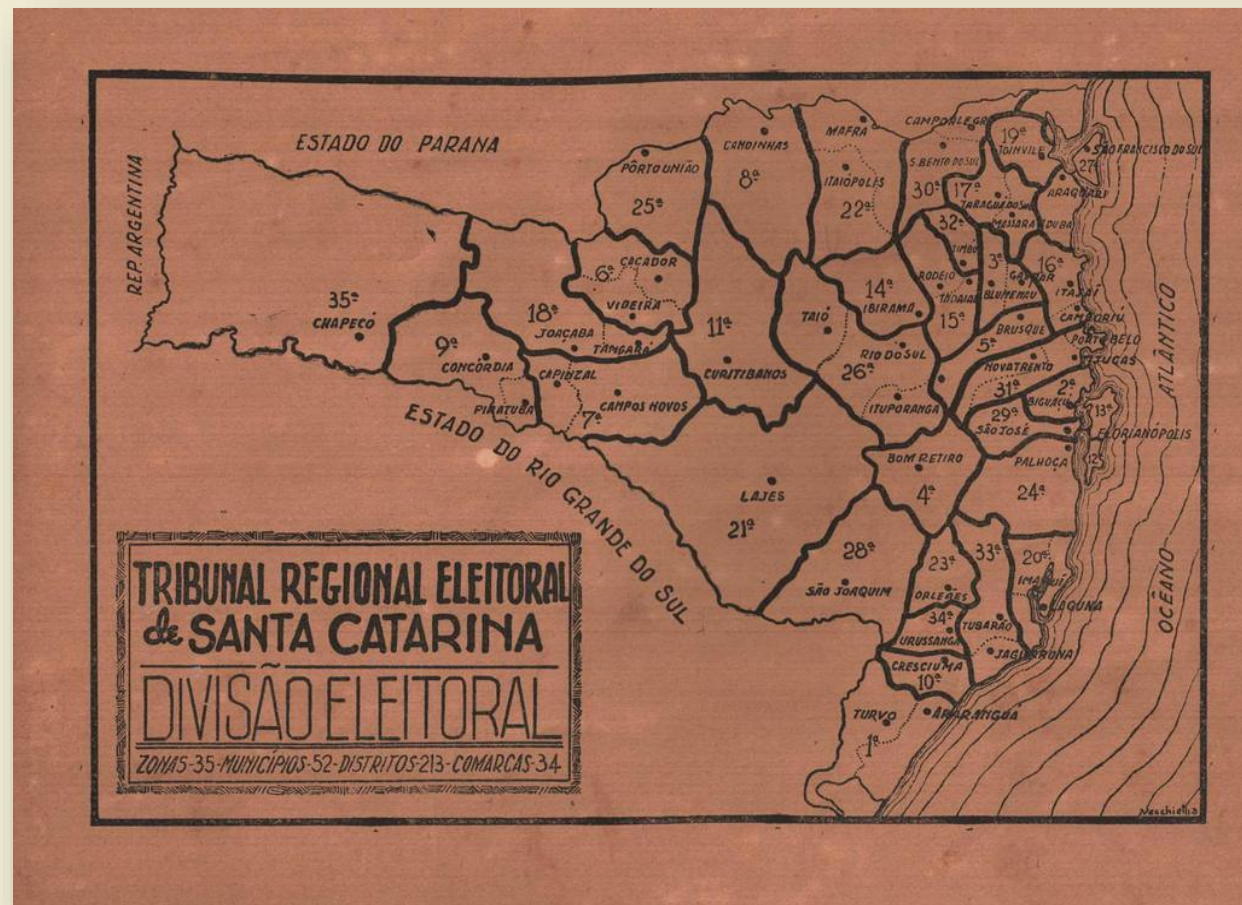 ESTADO DO PARANA
REP ARGENTINA
35ª
CHAPECÓ
PÔRTO UNIÃO
25ª
CANOINHAS
8ª
MAFRA
ITAIÓPOLIS
22ª
CAMPO ALEGRE
S. BENTO DO SUL
30ª
19ª
JOINVILE
SÃO FRANCISCO DO SUL
27ª
ARAQUARI
17ª
JARAGUÁ DO SUL
MASSARANDUBA
32ª
TIMBÓ
RODEIO
INDAIAL
15ª
3ª
GASPAR
BLUMENAU
16ª
ITAJAÍ
CAMBORIÚ
6ª
CAÇADOR
VIDEIRA
18ª
JOAÇABA
TANGARÁ
9ª
CONCÓRDIA
PIRATUBA
CAPINZAL
7ª
CAMPOS NOVOS
11ª
CURITIBANOS
TAIÓ
14ª
IBIRAMA
RIO DO SUL
26ª
ITUPORANGA
BRUSQUE
5ª
PORTO BELO
TIJUCAS
NOVA TRENTO
31ª
2ª
BIGUAÇU
29ª
SÃO JOSÉ
13ª
FLORIANÓPOLIS
12ª
PALHOÇA
24ª
BOM RETIRO
4ª
LAJES
21ª
28ª
SÃO JOAQUIM
23ª
ORLEÃES
33ª
TUBARÃO
20ª
IMARUÍ
LAGUNA
34ª
URUSSANGA
JAGUARUNA
CRESCIUMA
10ª
TURVO
1ª
ARARANGUÁ
ESTADO DO RIO GRANDE DO SUL
OCÊANO ATLÂNTICO
TRIBUNAL REGIONAL ELEITORAL
de SANTA CATARINA
DIVISÃO ELEITORAL
ZONAS-35-MUNICÍPIOS-52-DISTRITOS-213-COMARCAS-34